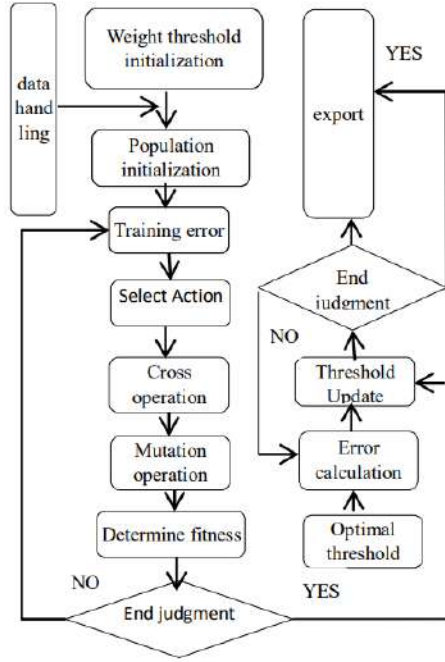 Weight threshold
initialization
data
hand
ling
Population
initialization
Training error
Select Action
Cross
operation
Mutation
operation
Determine fitness
NO
End judgment
YES
YES
export
End
judgment
NO
Threshold
Update
Error
calculation
Optimal
threshold